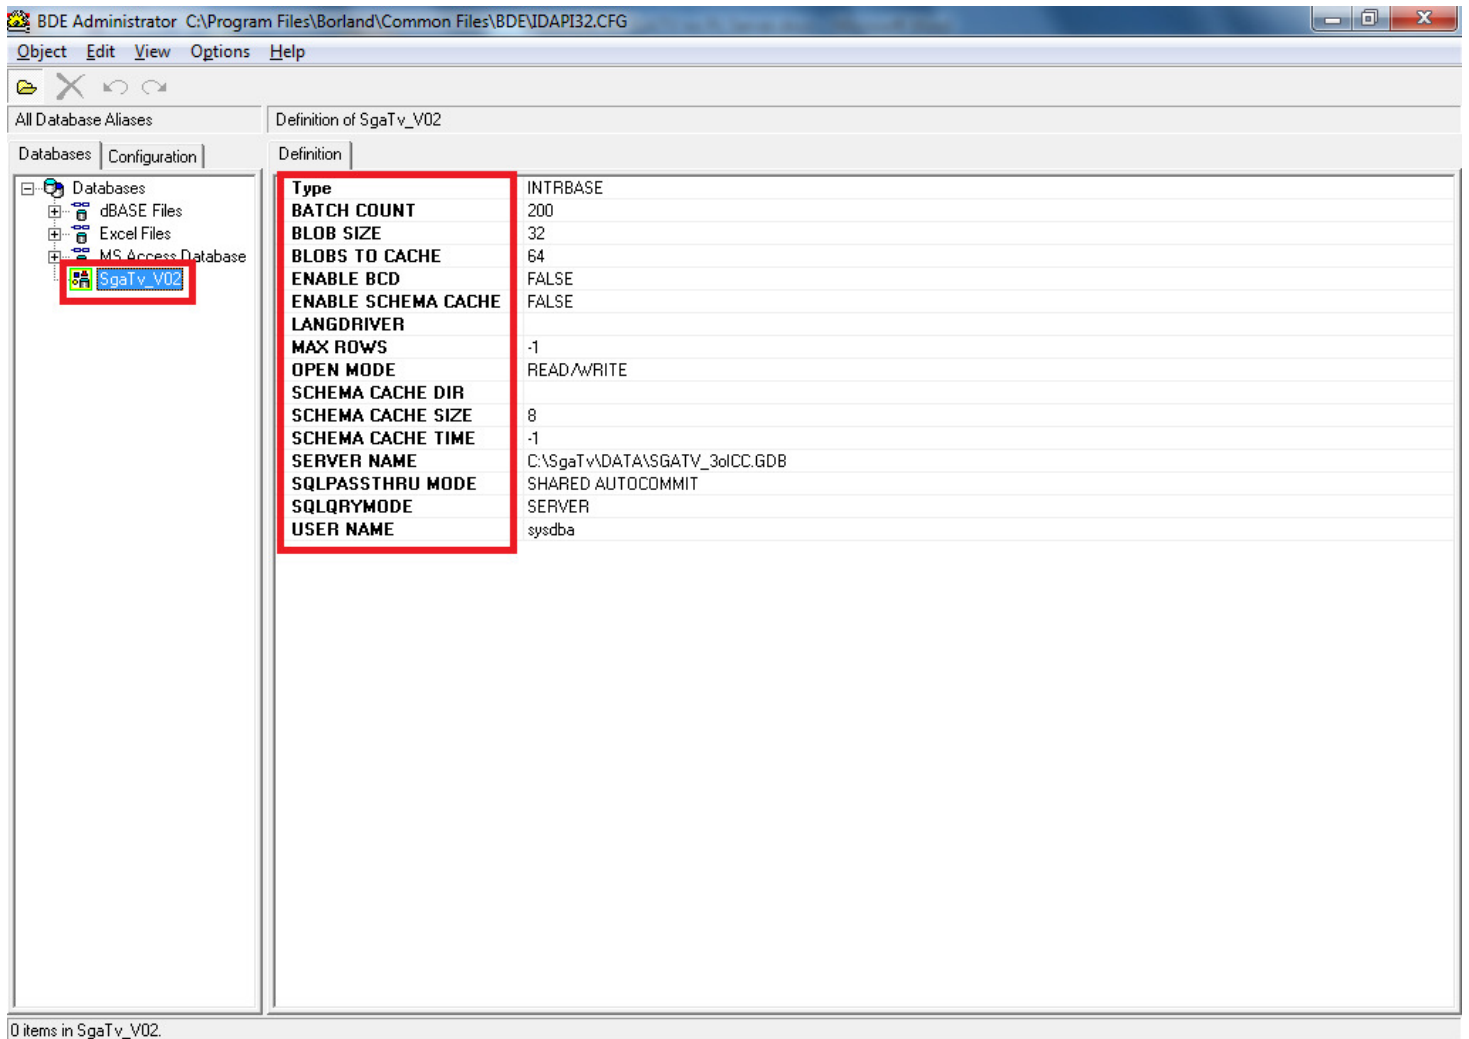 BDE Administrator C:\Program Files\Borland\Common Files\BDE\IDAPI32.CFG
Object Edit View Options Help
All Database Aliases
Definition of SgaTv_V02
Databases Configuration
Definition
Databases
dBASE Files
Excel Files
MS Access Database
SgaTv_V02
Type INTRBASE
BATCH COUNT 200
BLOB SIZE 32
BLOBS TO CACHE 64
ENABLE BCD FALSE
ENABLE SCHEMA CACHE FALSE
LANGDRIVER
MAX ROWS -1
OPEN MODE READ/WRITE
SCHEMA CACHE DIR
SCHEMA CACHE SIZE 8
SCHEMA CACHE TIME -1
SERVER NAME C:\SgaTv\DATA\SGATV_3olCC.GDB
SQLPASSTHRU MODE SHARED AUTOCOMMIT
SQLQRYMODE SERVER
USER NAME sysdba
0 items in SgaTv_V02.